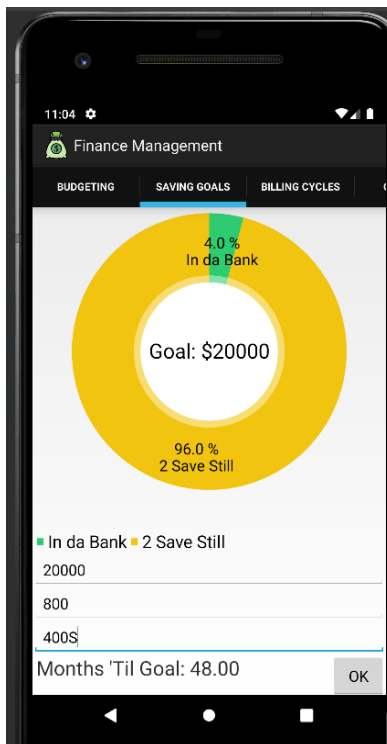 11:04
Finance Management
BUDGETING SAVING GOALS BILLING CYCLES
4.0 %
In da Bank
Goal: $20000
96.0 %
2 Save Still
In da Bank 2 Save Still
20000
800
400S
Months 'Til Goal: 48.00
OK